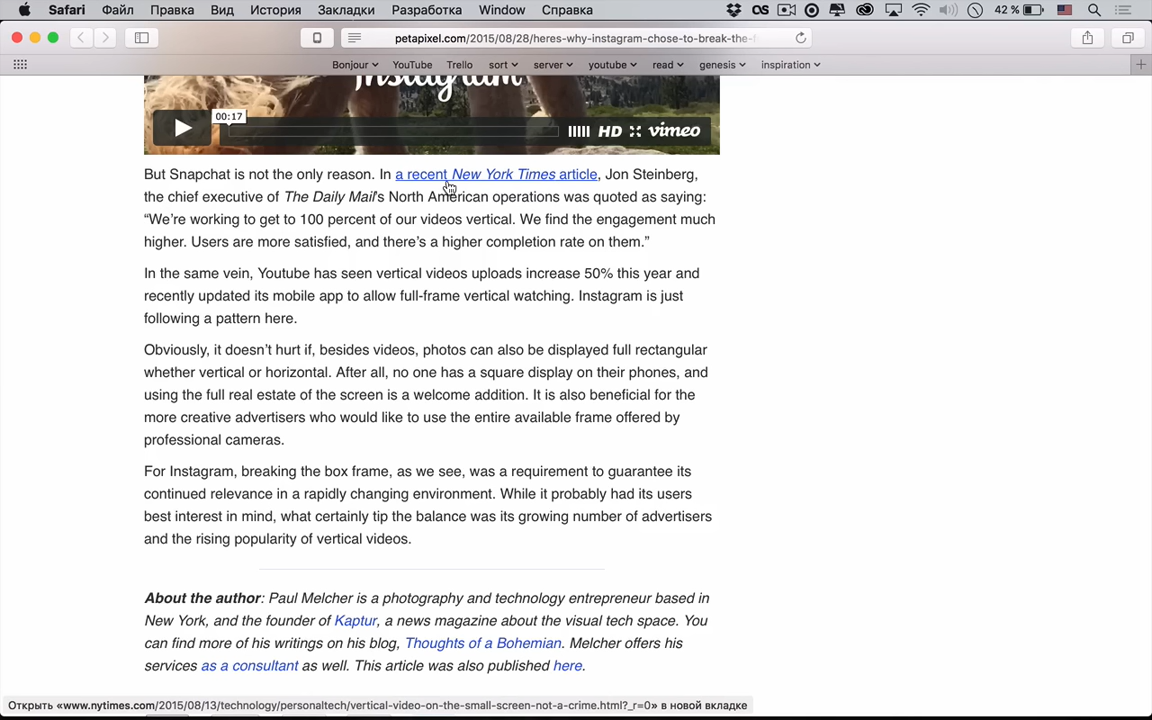 Safari Файл Правка Вид История Закладки Разработка Window Справка 42 %
petapixel.com/2015/08/28/heres-why-instagram-chose-to-break-the-
Bonjour YouTube Trello sort server youtube read genesis inspiration
Instagram
00:17
HD vimeo
But Snapchat is not the only reason. In a recent New York Times article, Jon Steinberg,
the chief executive of The Daily Mail's North American operations was quoted as saying:
“We’re working to get to 100 percent of our videos vertical. We find the engagement much
higher. Users are more satisfied, and there’s a higher completion rate on them.”
In the same vein, Youtube has seen vertical videos uploads increase 50% this year and
recently updated its mobile app to allow full-frame vertical watching. Instagram is just
following a pattern here.
Obviously, it doesn’t hurt if, besides videos, photos can also be displayed full rectangular
whether vertical or horizontal. After all, no one has a square display on their phones, and
using the full real estate of the screen is a welcome addition. It is also beneficial for the
more creative advertisers who would like to use the entire available frame offered by
professional cameras.
For Instagram, breaking the box frame, as we see, was a requirement to guarantee its
continued relevance in a rapidly changing environment. While it probably had its users
best interest in mind, what certainly tip the balance was its growing number of advertisers
and the rising popularity of vertical videos.
About the author: Paul Melcher is a photography and technology entrepreneur based in
New York, and the founder of Kaptur, a news magazine about the visual tech space. You
can find more of his writings on his blog, Thoughts of a Bohemian. Melcher offers his
services as a consultant as well. This article was also published here.
Открыть «www.nytimes.com/2015/08/13/technology/personaltech/vertical-video-on-the-small-screen-not-a-crime.html?_r=0» в новой вкладке